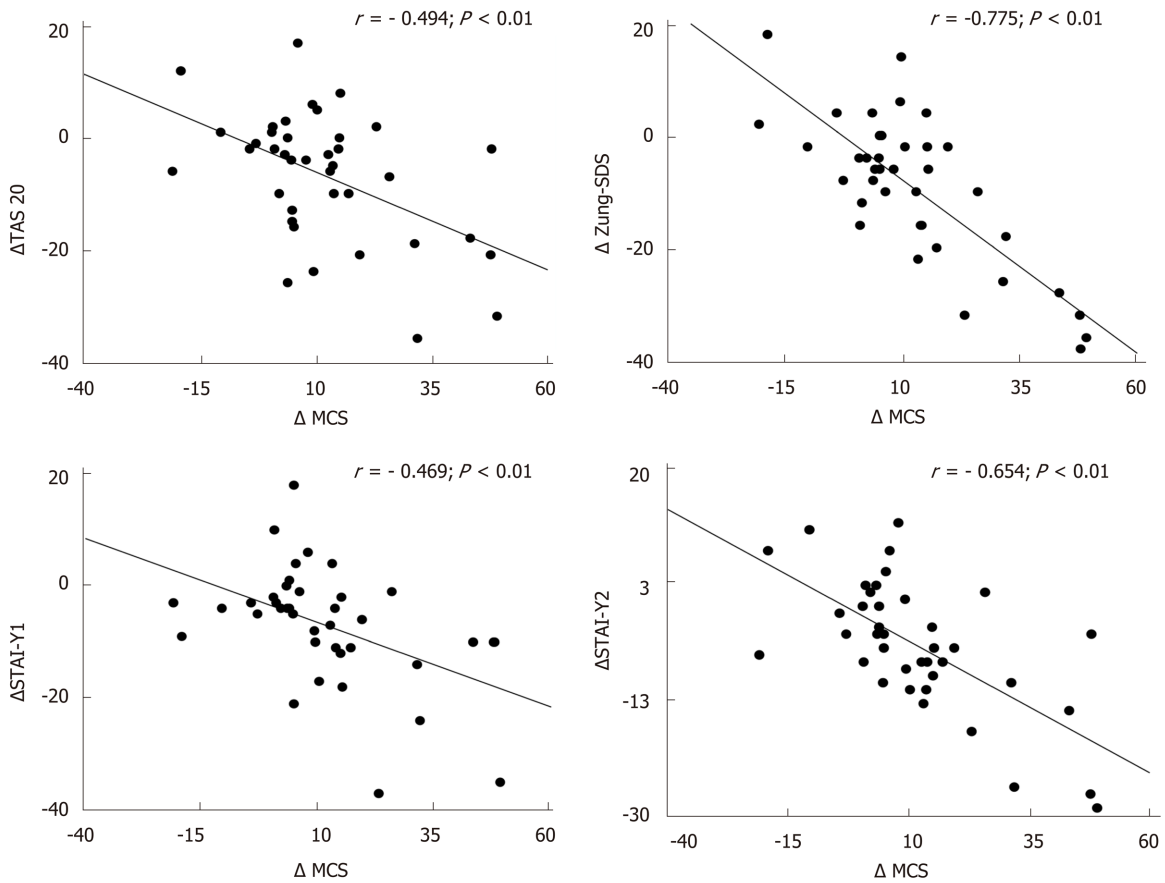 r = - 0.494; P < 0.01
20
0
-20
-40
ΔTAS 20
-40 -15 10 35 60
Δ MCS
r = -0.775; P < 0.01
20
0
-20
-40
Δ Zung-SDS
-40 -15 10 35 60
Δ MCS
r = - 0.469; P < 0.01
20
0
-20
-40
ΔSTAI-Y1
-40 -15 10 35 60
Δ MCS
r = - 0.654; P < 0.01
20
3
-13
-30
ΔSTAI-Y2
-40 -15 10 35 60
Δ MCS